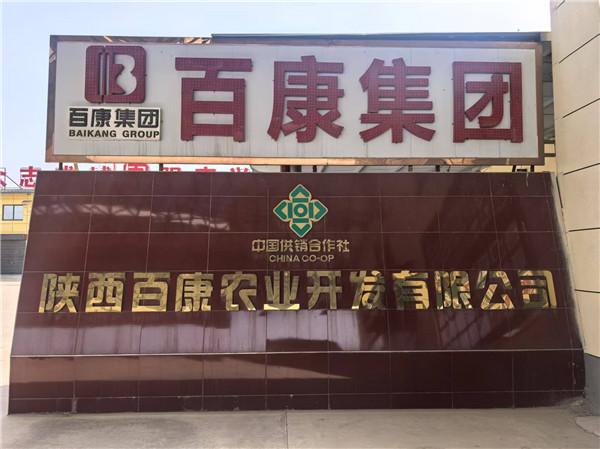 百康集团
百康集团
BAIKANG GROUP
中国供销合作社
CHINA CO-OP
陕西百康农业开发有限公司